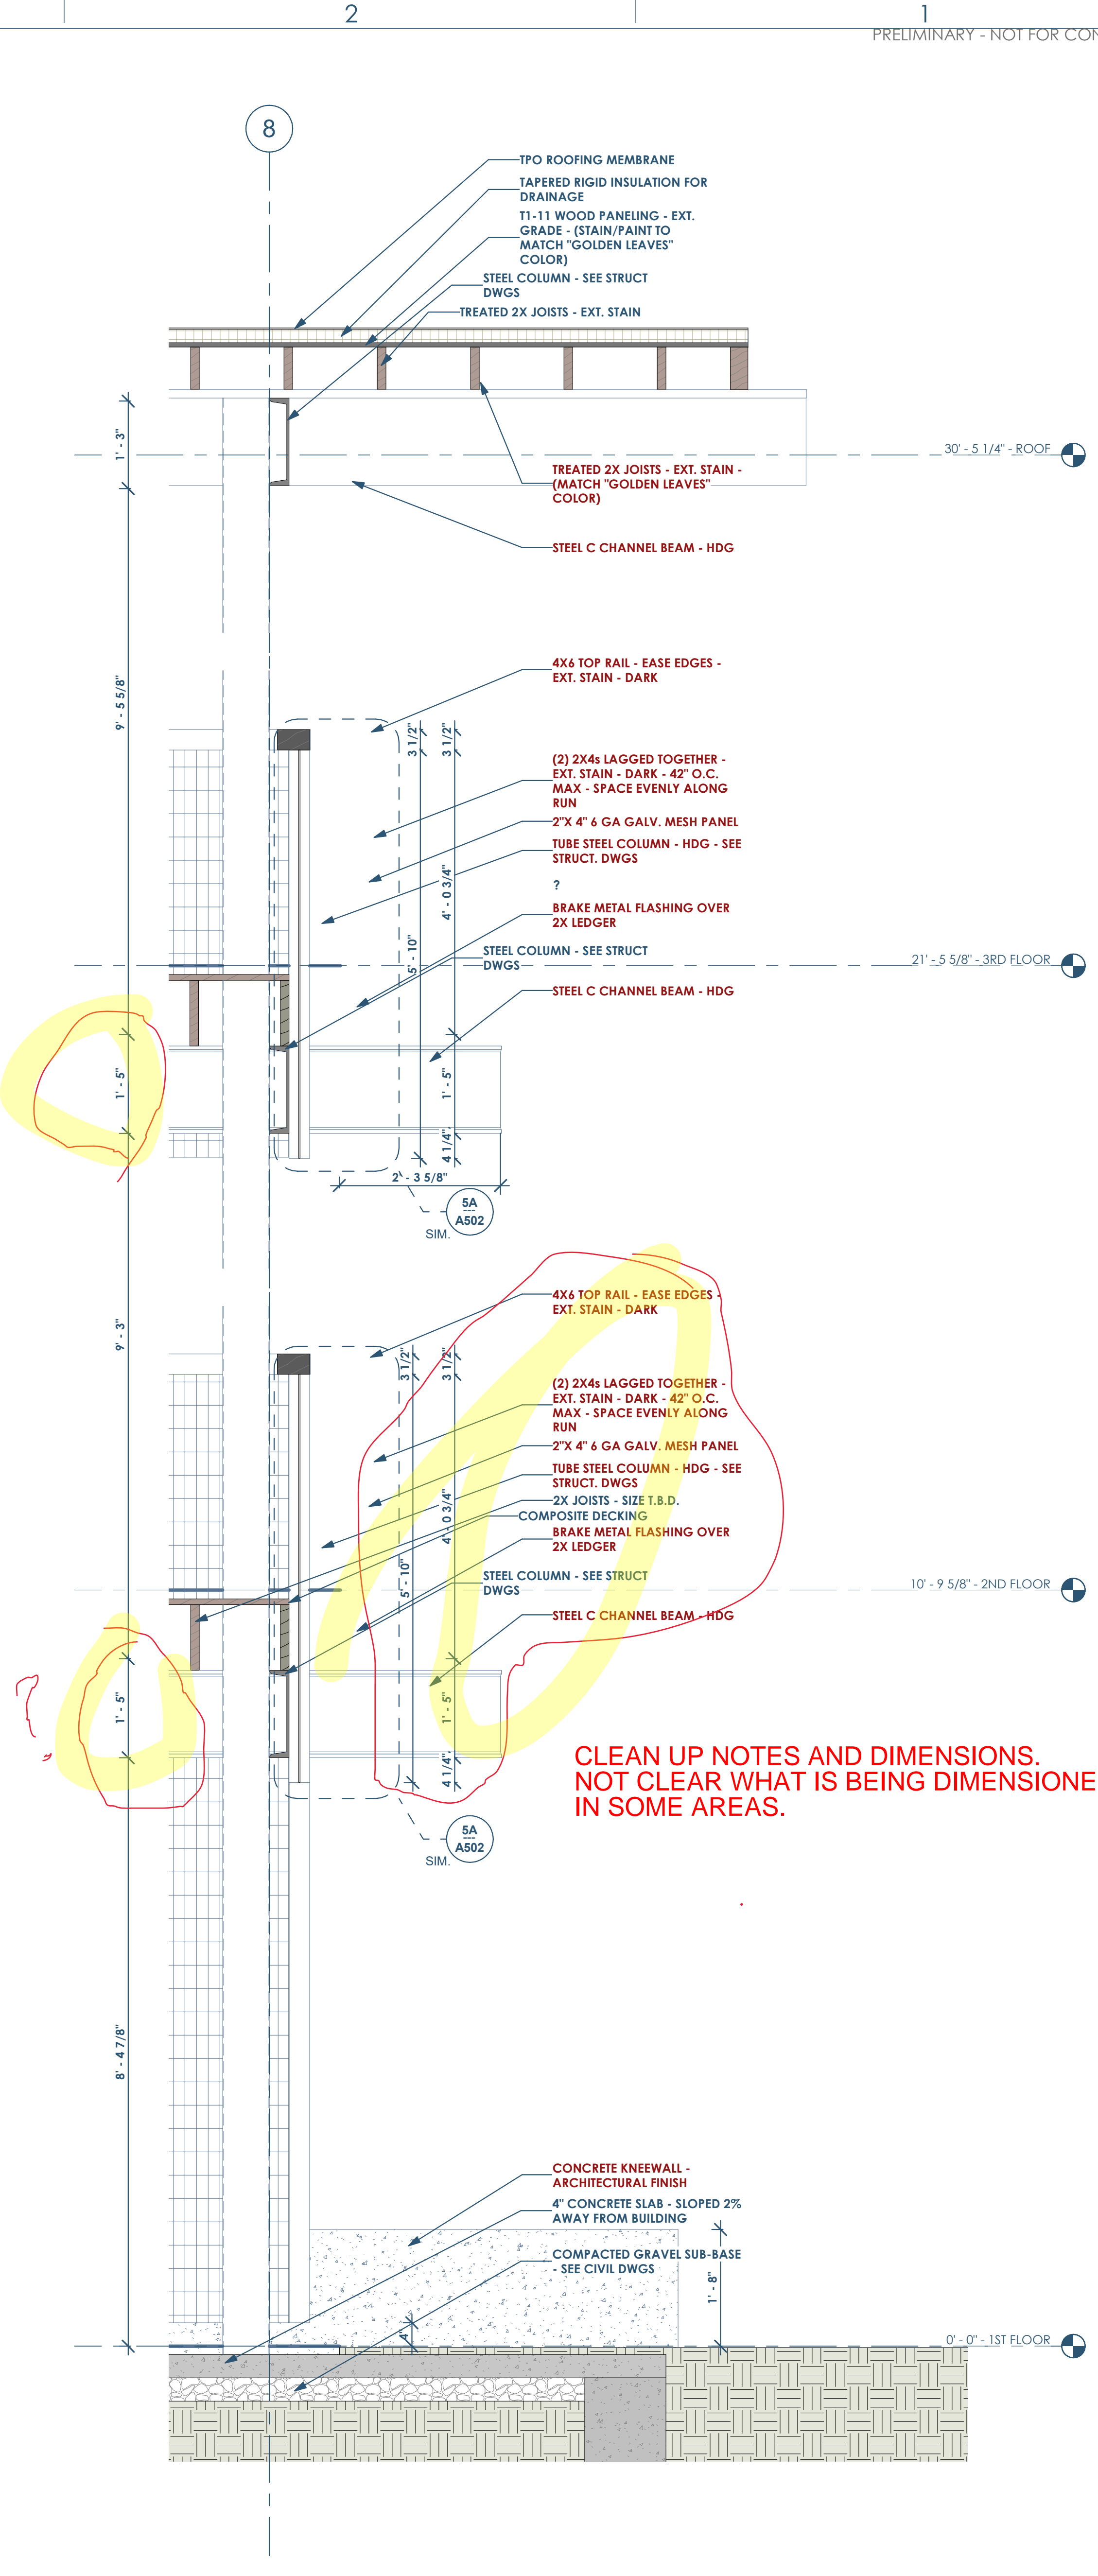 2
1
PRELIMINARY - NOT FOR CON
8
TPO ROOFING MEMBRANE
TAPERED RIGID INSULATION FOR
DRAINAGE
T1-11 WOOD PANELING - EXT.
GRADE - (STAIN/PAINT TO
MATCH "GOLDEN LEAVES"
COLOR)
STEEL COLUMN - SEE STRUCT
DWGS
TREATED 2X JOISTS - EXT. STAIN
1' - 3"
30' - 5 1/4" - ROOF
TREATED 2X JOISTS - EXT. STAIN -
(MATCH "GOLDEN LEAVES"
COLOR)
STEEL C CHANNEL BEAM - HDG
9' - 5 5/8"
4X6 TOP RAIL - EASE EDGES -
EXT. STAIN - DARK
3 1/2"
3 1/2"
(2) 2X4s LAGGED TOGETHER -
EXT. STAIN - DARK - 42" O.C.
MAX - SPACE EVENLY ALONG
RUN
2"X 4" 6 GA GALV. MESH PANEL
TUBE STEEL COLUMN - HDG - SEE
STRUCT. DWGS
4' - 0 3/4"
?
BRAKE METAL FLASHING OVER
2X LEDGER
5' - 10"
STEEL COLUMN - SEE STRUCT
DWGS
21' - 5 5/8" - 3RD FLOOR
STEEL C CHANNEL BEAM - HDG
1' - 5"
1' - 5"
4 1/4"
2' - 3 5/8"
5A
A502
SIM.
9' - 3"
4X6 TOP RAIL - EASE EDGES -
EXT. STAIN - DARK
3 1/2"
3 1/2"
(2) 2X4s LAGGED TOGETHER -
EXT. STAIN - DARK - 42" O.C.
MAX - SPACE EVENLY ALONG
RUN
2"X 4" 6 GA GALV. MESH PANEL
TUBE STEEL COLUMN - HDG - SEE
STRUCT. DWGS
2X JOISTS - SIZE T.B.D.
COMPOSITE DECKING
4' - 0 3/4"
BRAKE METAL FLASHING OVER
2X LEDGER
5' - 10"
STEEL COLUMN - SEE STRUCT
DWGS
10' - 9 5/8" - 2ND FLOOR
STEEL C CHANNEL BEAM - HDG
1' - 5"
1' - 5"
4 1/4"
CLEAN UP NOTES AND DIMENSIONS.
NOT CLEAR WHAT IS BEING DIMENSIONE
IN SOME AREAS.
5A
A502
SIM.
8' - 4 7/8"
CONCRETE KNEEWALL -
ARCHITECTURAL FINISH
4" CONCRETE SLAB - SLOPED 2%
AWAY FROM BUILDING
COMPACTED GRAVEL SUB-BASE
- SEE CIVIL DWGS
1' - 8"
4"
0' - 0" - 1ST FLOOR